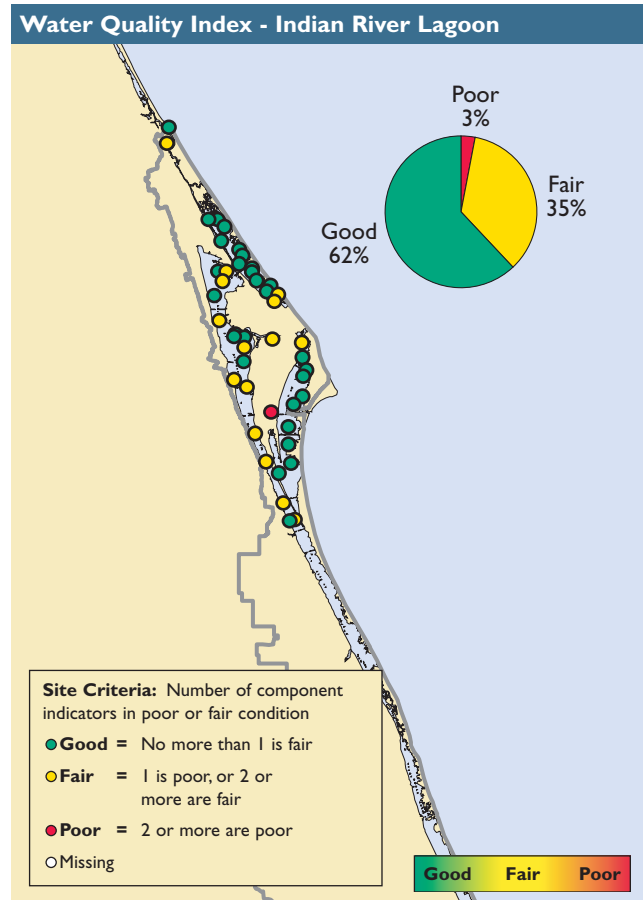 Water Quality Index - Indian River Lagoon
Poor
3%
Fair
35%
Good
62%
Site Criteria: Number of component
indicators in poor or fair condition
Good = No more than 1 is fair
Fair = 1 is poor, or 2 or
more are fair
Poor = 2 or more are poor
Missing
Good Fair Poor